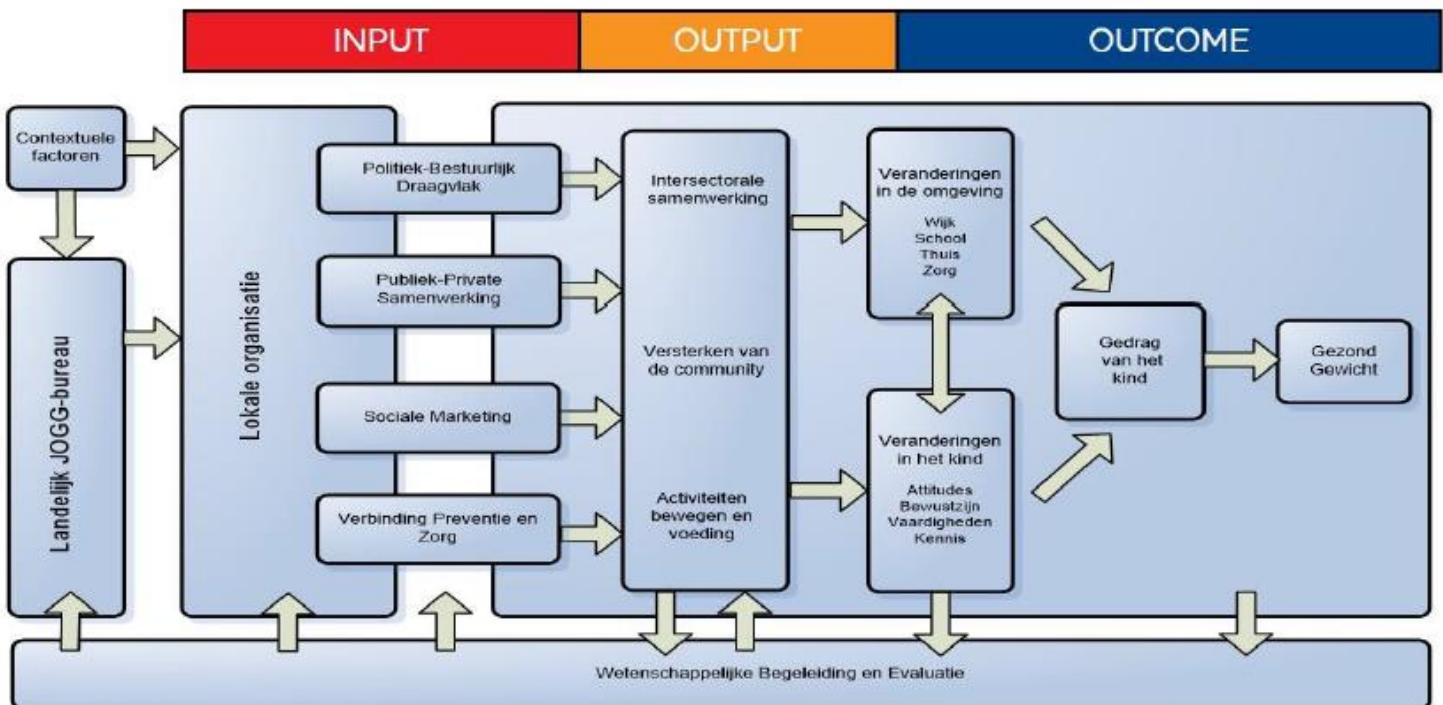 INPUT
OUTPUT
OUTCOME
Contextuele
factoren
Landelijk JOGG-bureau
Lokale organisatie
Politiek-Bestuurlijk
Draagvlak
Publiek-Private
Samenwerking
Sociale Marketing
Verbinding Preventie en
Zorg
Intersectorale
samenwerking
Versterken van
de community
Activiteiten
bewegen en
voeding
Veranderingen
in de omgeving
Wijk
School
Thuis
Zorg
Veranderingen
in het kind
Attitudes
Bewustzijn
Vaardigheden
Kennis
Gedrag
van het
kind
Gezond
Gewicht
Wetenschappelijke Begeleiding en Evaluatie